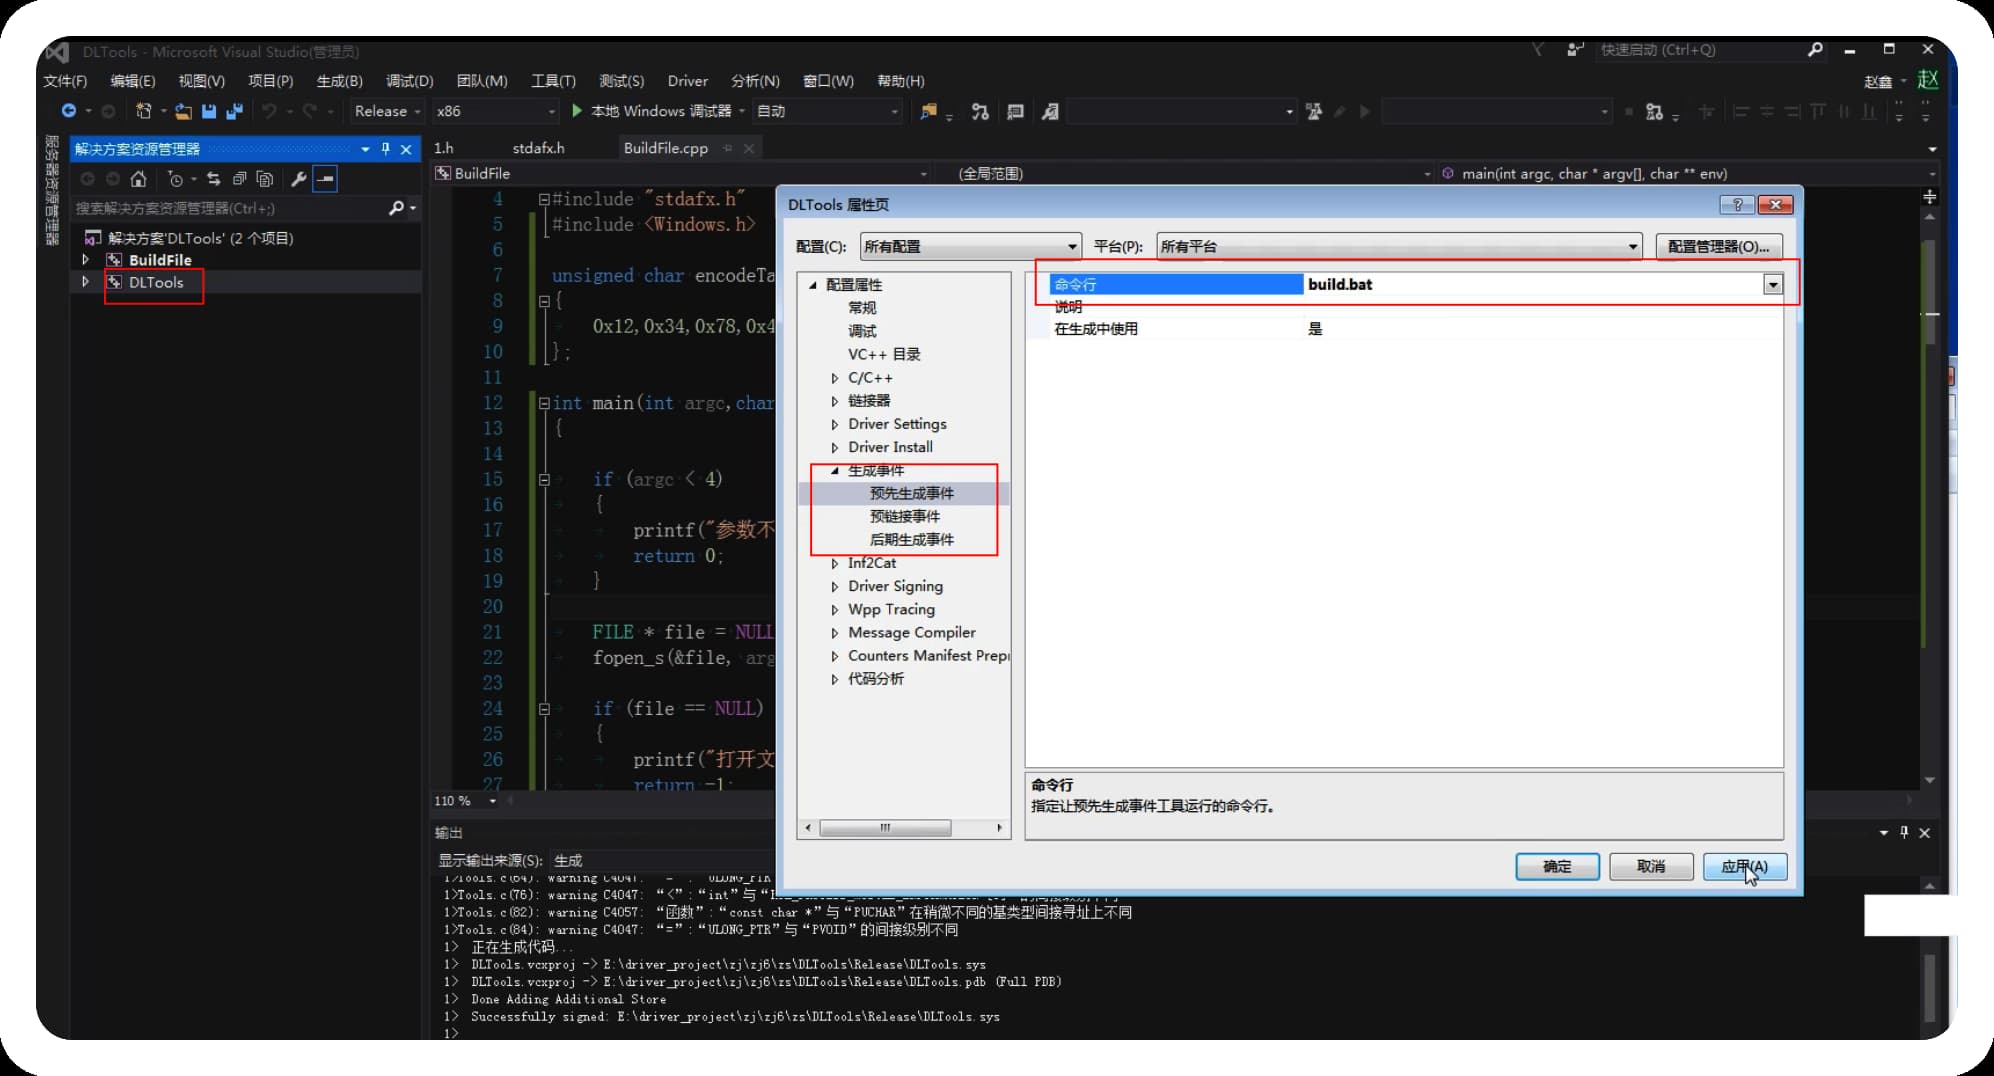 DLTools - Microsoft Visual Studio(管理员)
快速启动 (Ctrl+Q)
文件(F) 编辑(E) 视图(V) 项目(P) 生成(B) 调试(D) 团队(M) 工具(T) 测试(S) Driver 分析(N) 窗口(W) 帮助(H)
赵鑫 赵
Release x86 本地 Windows 调试器 自动
服务器资源管理器
解决方案资源管理器
搜索解决方案资源管理器(Ctrl+;)
解决方案'DLTools' (2 个项目)
BuildFile
DLTools
1.h stdafx.h BuildFile.cpp
BuildFile (全局范围) main(int argc, char * argv[], char ** env)
4 #include "stdafx.h"
5 #include <Windows.h>
6
7 unsigned char encodeTa
8 {
9 0x12,0x34,0x78,0x4
10 };
11
12 int main(int argc,char
13 {
14
15 if (argc < 4)
16 {
17 printf("参数不
18 return 0;
19 }
20
21 FILE * file = NULL
22 fopen_s(&file, arg
23
24 if (file == NULL)
25 {
26 printf("打开文
27 return -1;
110 %
DLTools 属性页
配置(C): 所有配置 平台(P): 所有平台 配置管理器(O)...
配置属性
常规
调试
VC++ 目录
C/C++
链接器
Driver Settings
Driver Install
生成事件
预先生成事件
预链接事件
后期生成事件
Inf2Cat
Driver Signing
Wpp Tracing
Message Compiler
Counters Manifest Prepr
代码分析
命令行 build.bat
说明
在生成中使用 是
命令行
指定让预先生成事件工具运行的命令行。
确定 取消 应用(A)
输出
显示输出来源(S): 生成
1>Tools.c(64): warning C4047: “=”: “ULONG_PTR
1>Tools.c(76): warning C4047: “<”: “int”与
1>Tools.c(82): warning C4057: “函数”: “const char *”与“PUCHAR”在稍微不同的基类型间接寻址上不同
1>Tools.c(84): warning C4047: “=”: “ULONG_PTR”与“PVOID”的间接级别不同
1> 正在生成代码...
1> DLTools.vcxproj -> E:\driver_project\zj\zj6\zs\DLTools\Release\DLTools.sys
1> DLTools.vcxproj -> E:\driver_project\zj\zj6\zs\DLTools\Release\DLTools.pdb (Full PDB)
1> Done Adding Additional Store
1> Successfully signed: E:\driver_project\zj\zj6\zs\DLTools\Release\DLTools.sys
1>